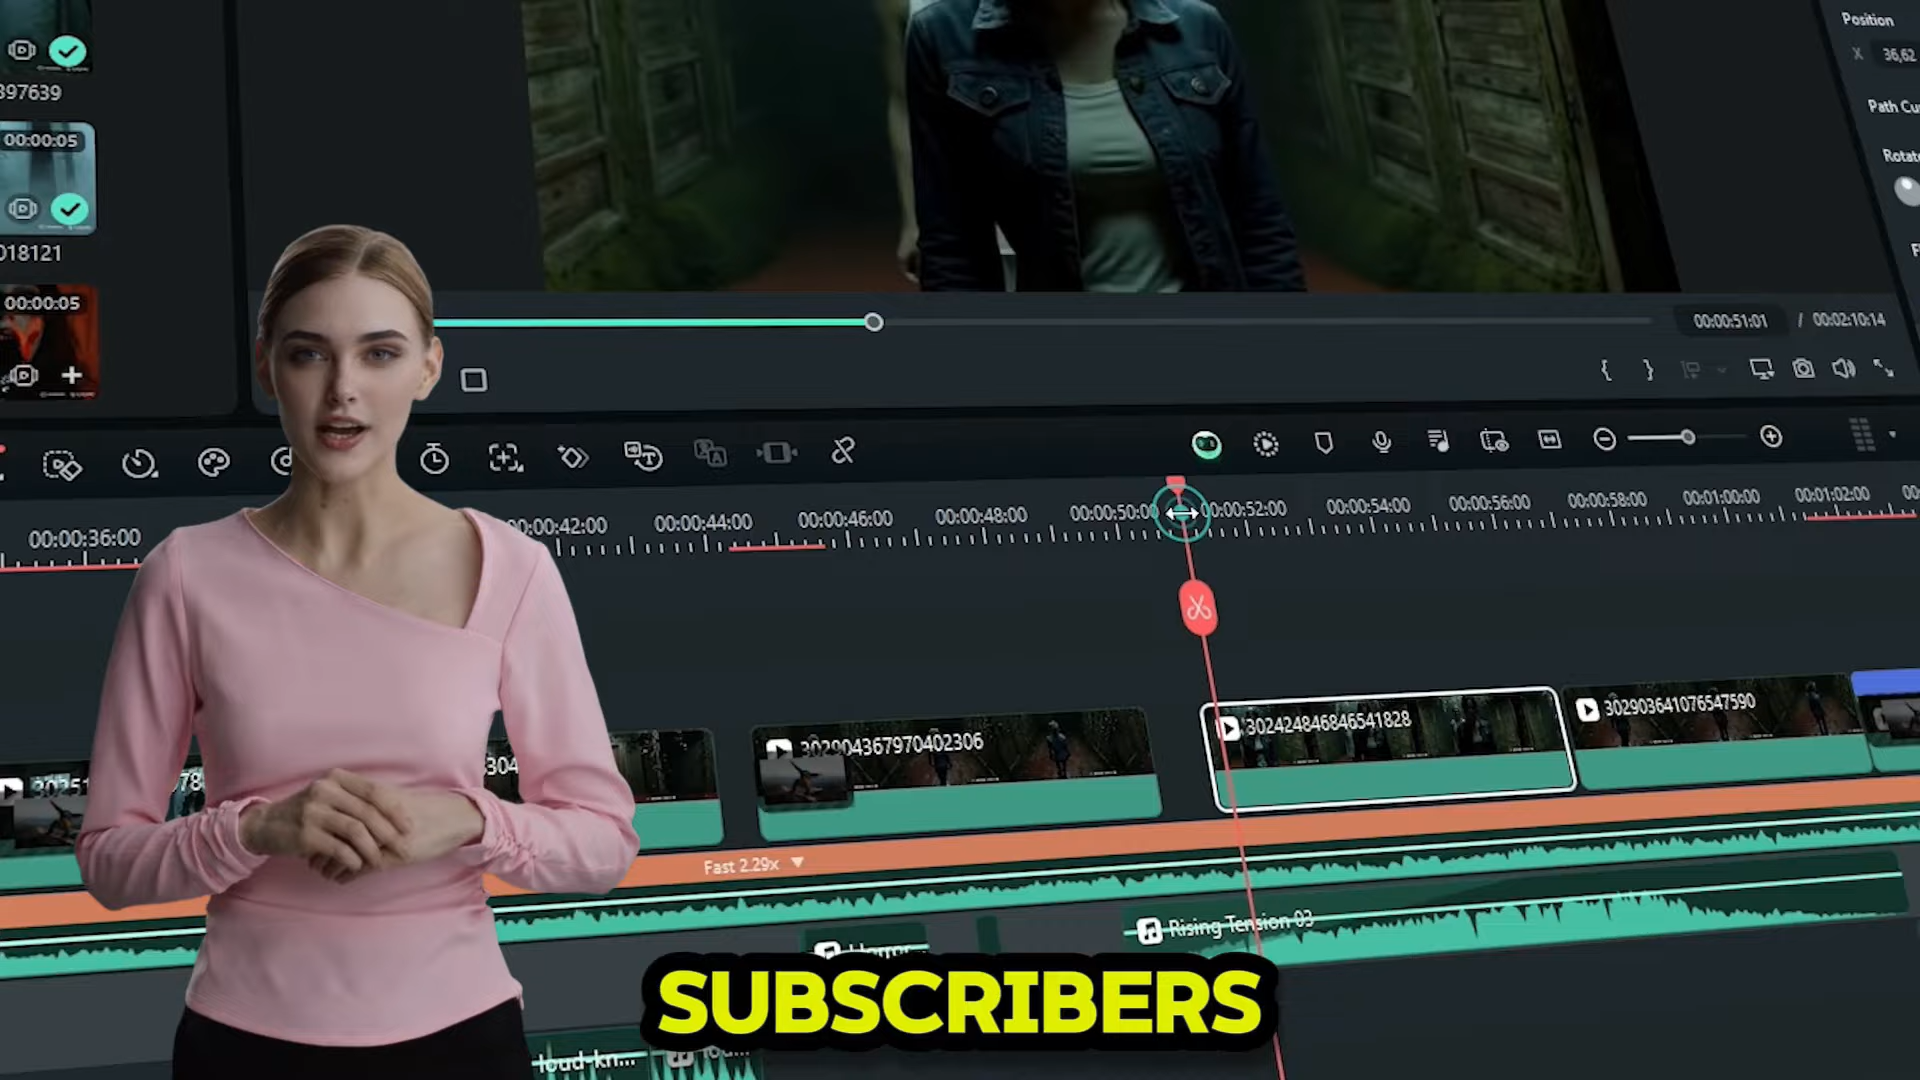 Position
X 36,62
397639
Path Cu
00:00:05
Rotate
018121
00:00:05
00:00:51:01 / 00:02:10:14
00:00:36:00
00:00:42:00
00:00:44:00
00:00:46:00
00:00:48:00
00:00:50:00
00:00:52:00
00:00:54:00
00:00:56:00
00:00:58:00
00:01:00:00
00:01:02:00
304
302904367970402306
302424846846541828
302903641076547590
Fast 2.29x
Rising Tension 03
Horror
SUBSCRIBERS
loud-kn...